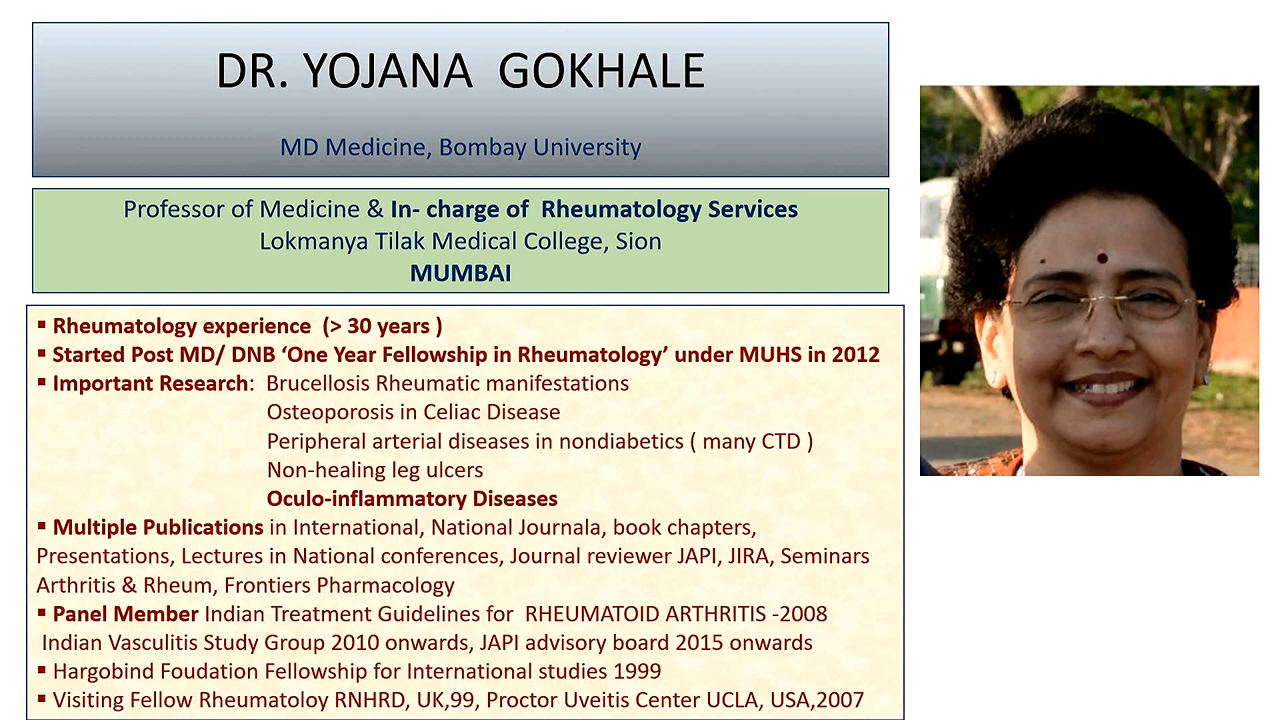 DR. YOJANA GOKHALE
MD Medicine, Bombay University
Professor of Medicine & In- charge of Rheumatology Services
Lokmanya Tilak Medical College, Sion
MUMBAI
▪ Rheumatology experience (> 30 years )
▪ Started Post MD/ DNB ‘One Year Fellowship in Rheumatology’ under MUHS in 2012
▪ Important Research: Brucellosis Rheumatic manifestations
Osteoporosis in Celiac Disease
Peripheral arterial diseases in nondiabetics ( many CTD )
Non-healing leg ulcers
Oculo-inflammatory Diseases
▪ Multiple Publications in International, National Journala, book chapters,
Presentations, Lectures in National conferences, Journal reviewer JAPI, JIRA, Seminars
Arthritis & Rheum, Frontiers Pharmacology
▪ Panel Member Indian Treatment Guidelines for RHEUMATOID ARTHRITIS -2008
Indian Vasculitis Study Group 2010 onwards, JAPI advisory board 2015 onwards
▪ Hargobind Foudation Fellowship for International studies 1999
▪ Visiting Fellow Rheumatoloy RNHRD, UK,99, Proctor Uveitis Center UCLA, USA,2007